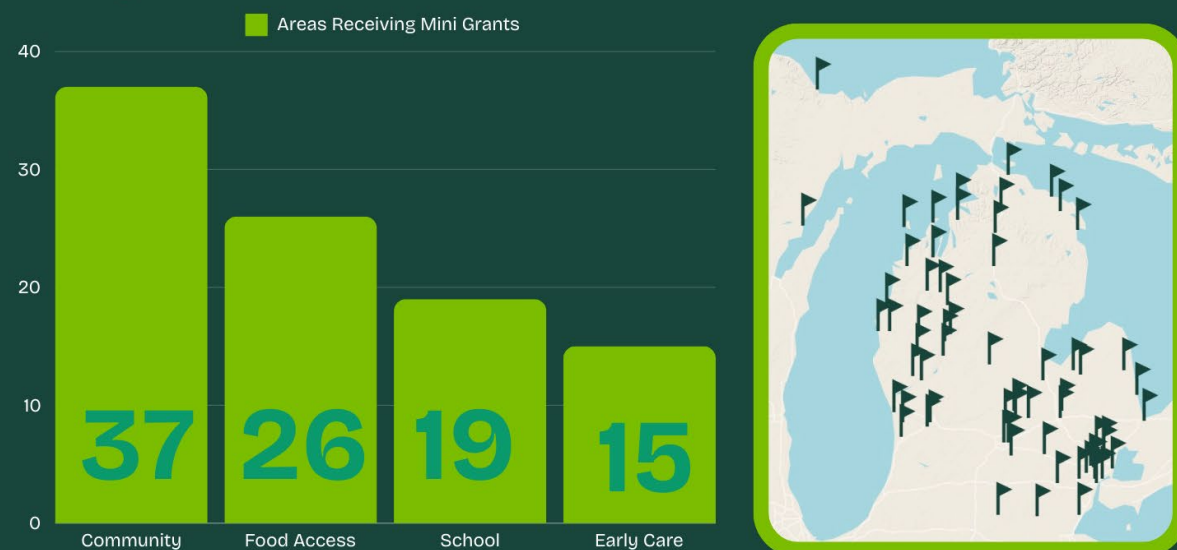 Areas Receiving Mini Grants
40
30
20
10
0
37
26
19
15
Community
Food Access
School
Early Care